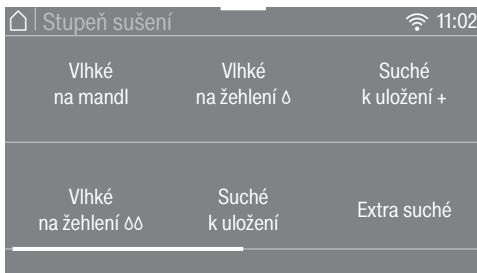 Stupeň sušení 11:02
Vlhké
na mandl
Vlhké
na žehlení
Suché
k uložení +
Vlhké
na žehlení
Suché
k uložení
Extra suché